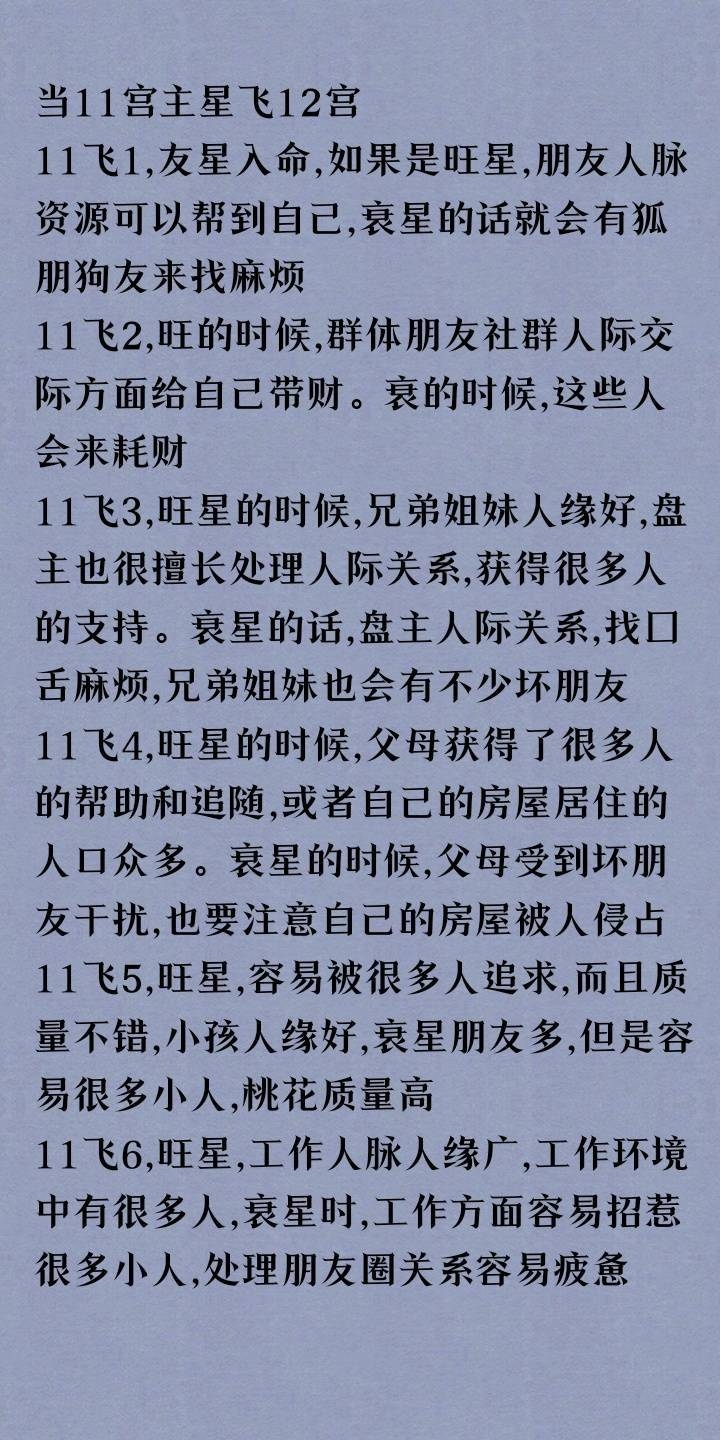 当11宫主星飞12宫
11飞1,友星入命,如果是旺星,朋友人脉
资源可以帮到自己,衰星的话就会有狐
朋狗友来找麻烦
11飞2,旺的时候,群体朋友社群人际交
际方面给自己带财。衰的时候,这些人
会来耗财
11飞3,旺星的时候,兄弟姐妹人缘好,盘
主也很擅长处理人际关系,获得很多人
的支持。衰星的话,盘主人际关系,找囗
舌麻烦,兄弟姐妹也会有不少坏朋友
11飞4,旺星的时候,父母获得了很多人
的帮助和追随,或者自己的房屋居住的
人口众多。衰星的时候,父母受到坏朋
友干扰,也要注意自己的房屋被人侵占
11飞5,旺星,容易被很多人追求,而且质
量不错,小孩人缘好,衰星朋友多,但是容
易很多小人,桃花质量高
11飞6,旺星,工作人脉人缘广,工作环境
中有很多人,衰星时,工作方面容易招惹
很多小人,处理朋友圈关系容易疲惫